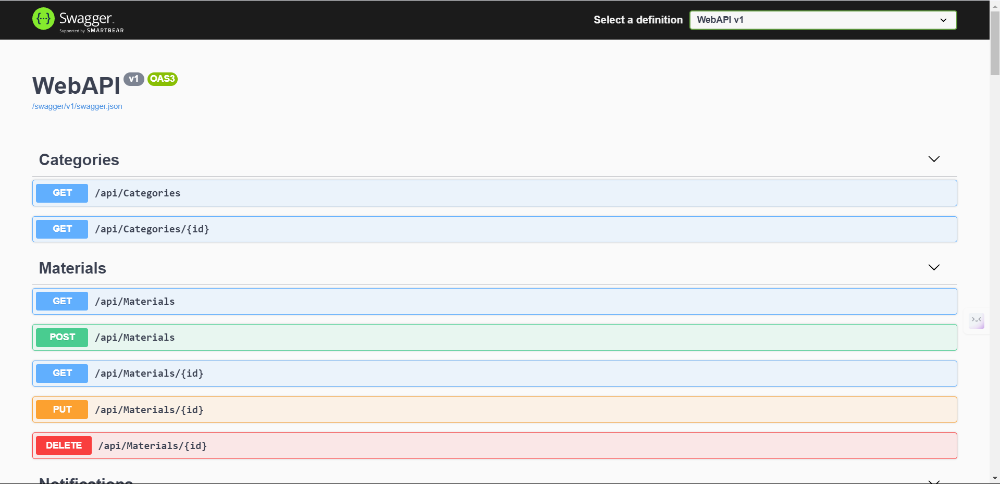 {...} Swagger
Supported by SMARTBEAR
Select a definition
WebAPI v1
WebAPI v1 OAS3
/swagger/v1/swagger.json
Categories
GET /api/Categories
GET /api/Categories/{id}
Materials
GET /api/Materials
POST /api/Materials
GET /api/Materials/{id}
PUT /api/Materials/{id}
DELETE /api/Materials/{id}
Notifications